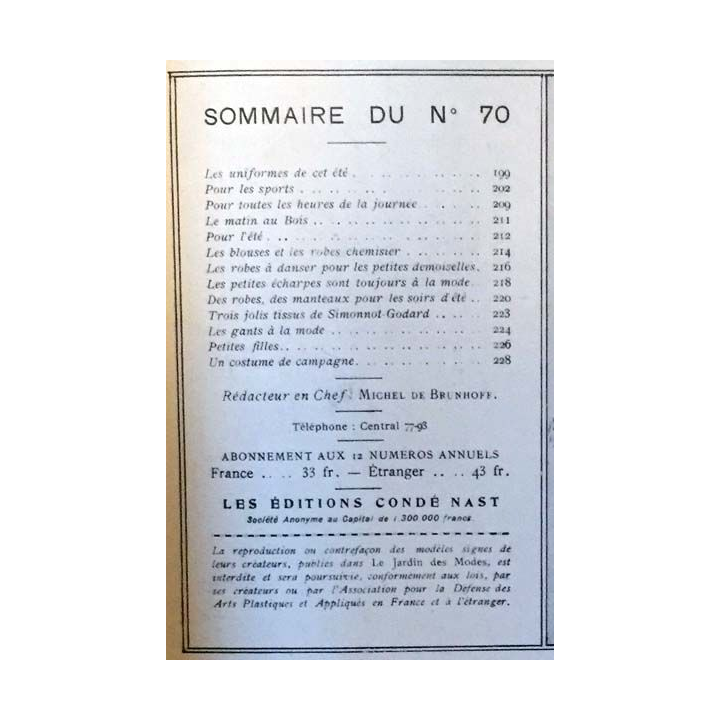 SOMMAIRE DU N° 70
Les uniformes de cet été . . . . . . . . . . . 199
Pour les sports . . . . . . . . . . . . . . . 202
Pour toutes les heures de la journée . . . . . 209
Le matin au Bois . . . . . . . . . . . . . . 211
Pour l'été . . . . . . . . . . . . . . . . . 212
Les blouses et les robes chemisier . . . . . . 214
Les robes à danser pour les petites demoiselles. 216
Les petites écharpes sont toujours à la mode. 218
Des robes, des manteaux pour les soirs d'été . . 220
Trois jolis tissus de Simonnot-Godard . . . . . 223
Les gants à la mode . . . . . . . . . . . . . 224
Petites filles. . . . . . . . . . . . . . . . 226
Un costume de campagne. . . . . . . . . . . . 228
Rédacteur en Chef : MICHEL DE BRUNHOFF.
Téléphone : Central 77-98
ABONNEMENT AUX 12 NUMEROS ANNUELS
France . . . . 33 fr. — Étranger . . . . 43 fr.
LES ÉDITIONS CONDÉ NAST
Société Anonyme au Capital de 1.300 000 francs.
La reproduction ou contrefaçon des modèles signes de
leurs créateurs, publies dans Le Jardin des Modes, est
interdite et sera poursuivie, conformément aux lois, par
ses créateurs ou par l'Association pour la Défense des
Arts Plastiques et Appliqués en France et à l'étranger.